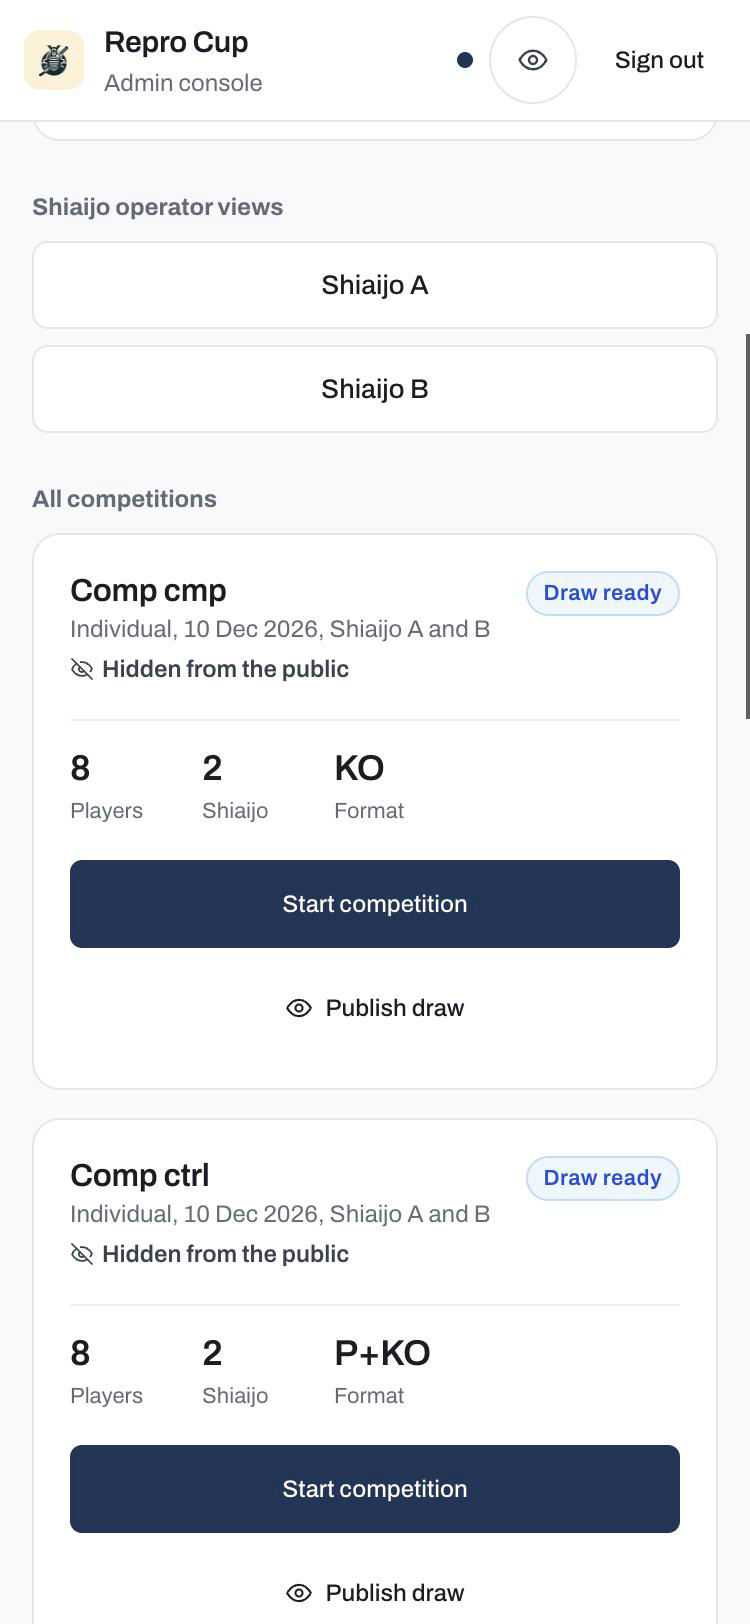 Repro Cup
Admin console
Sign out
Shiaijo operator views
Shiaijo A
Shiaijo B
All competitions
Comp cmp
Draw ready
Individual, 10 Dec 2026, Shiaijo A and B
Hidden from the public
8 2 KO
Players Shiaijo Format
Start competition
Publish draw
Comp ctrl
Draw ready
Individual, 10 Dec 2026, Shiaijo A and B
Hidden from the public
8 2 P+KO
Players Shiaijo Format
Start competition
Publish draw